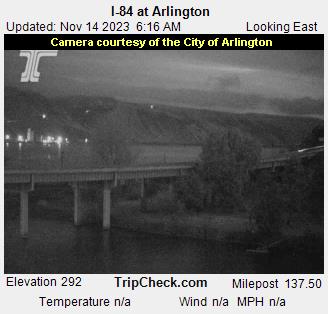 I-84 at Arlington
Updated: Nov 14 2023 6:16 AM Looking East
Camera courtesy of the City of Arlington
Elevation 292 TripCheck.com Milepost 137.50
Temperature n/a Wind n/a MPH n/a